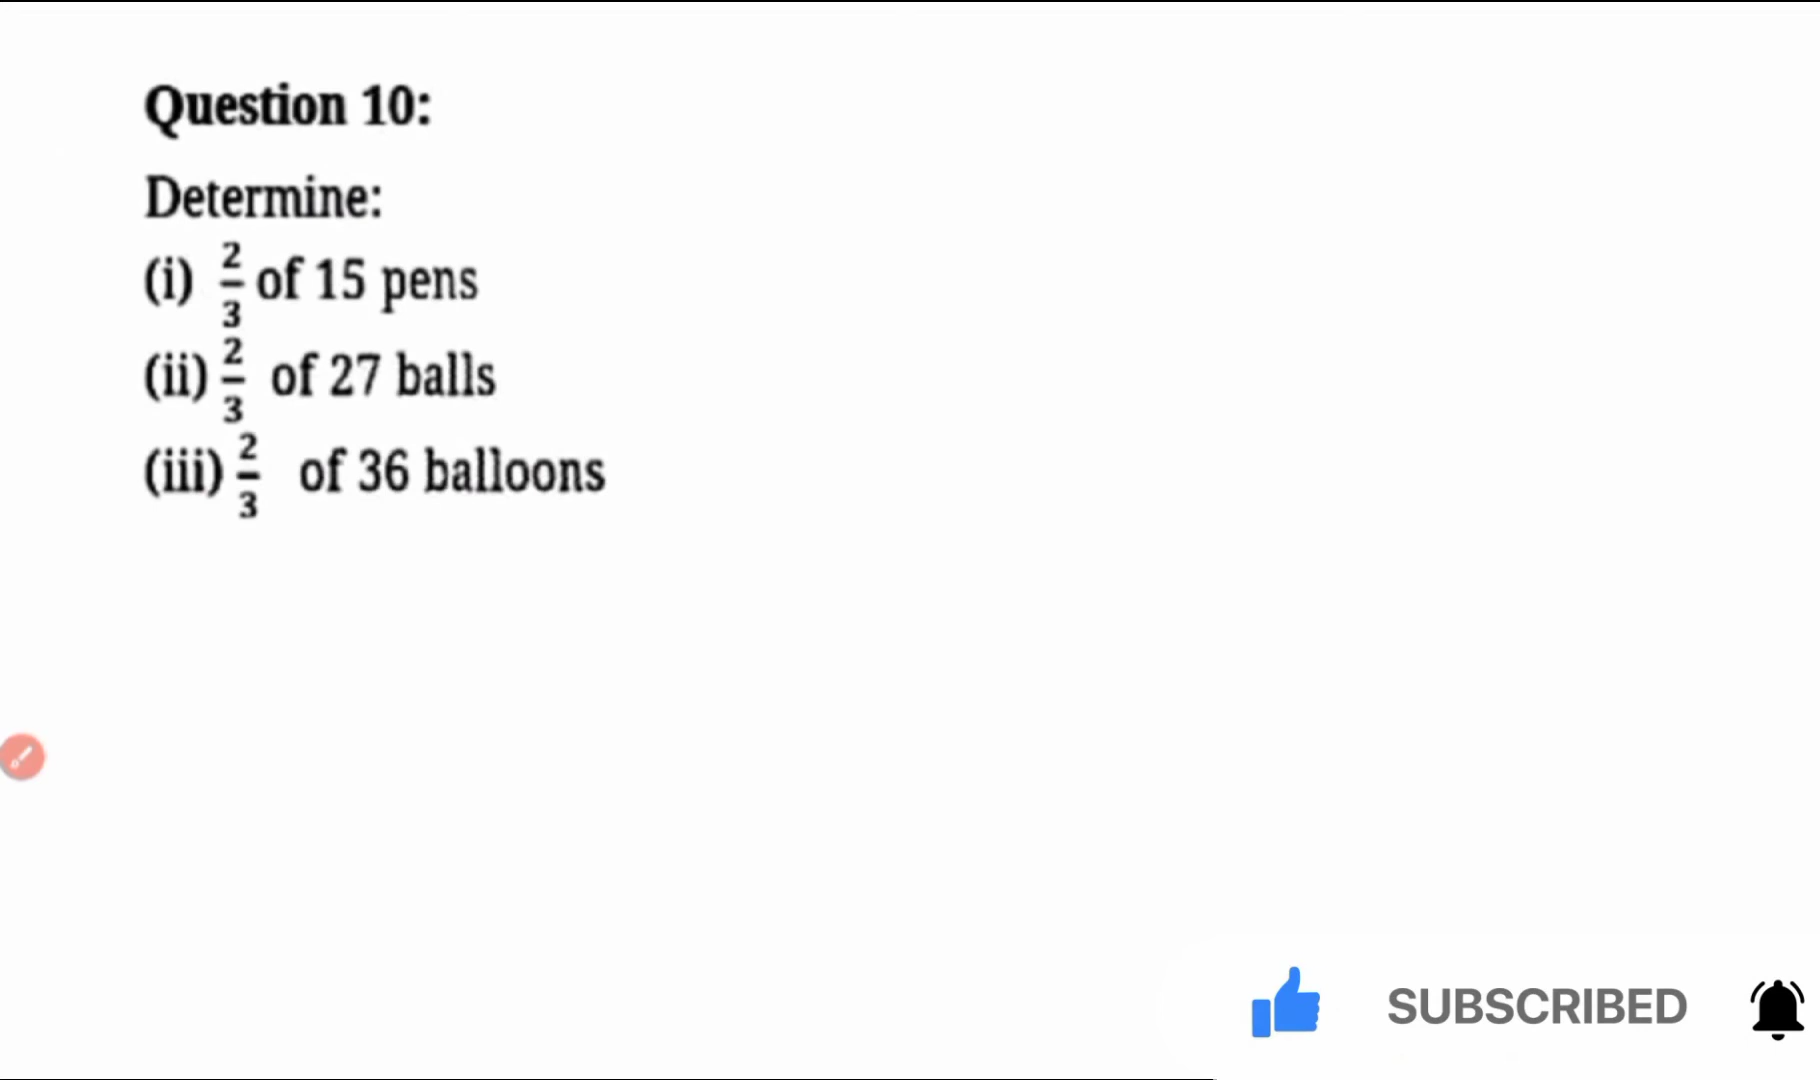 Question 10:
Determine:
(i) 2/3 of 15 pens
(ii) 2/3 of 27 balls
(iii) 2/3 of 36 balloons
SUBSCRIBED